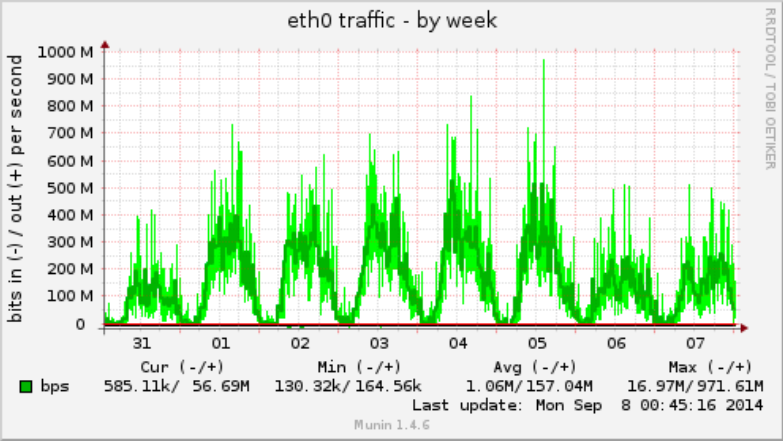 eth0 traffic - by week
RRDTOOL / TOBI OETIKER
bits in (-) / out (+) per second
1000 M
900 M
800 M
700 M
600 M
500 M
400 M
300 M
200 M
100 M
0
31 01 02 03 04 05 06 07
Cur (-/+) Min (-/+) Avg (-/+) Max (-/+)
bps 585.11k/ 56.69M 130.32k/164.56k 1.06M/157.04M 16.97M/971.61M
Last update: Mon Sep 8 00:45:16 2014
Munin 1.4.6